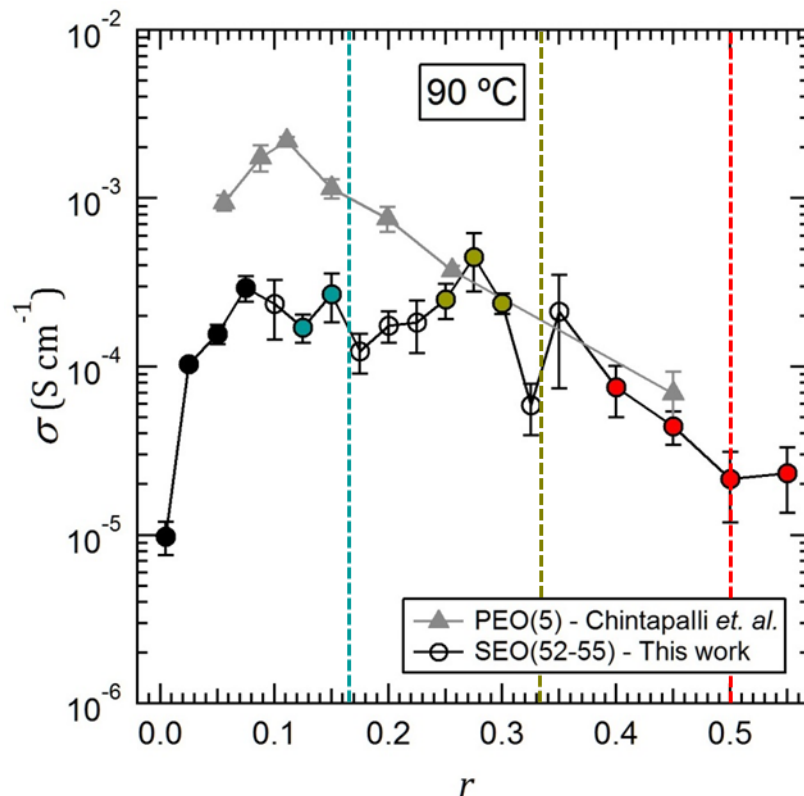 10⁻²
90 ºC
10⁻³
σ (S cm⁻¹)
10⁻⁴
10⁻⁵
PEO(5) - Chintapalli et. al.
SEO(52-55) - This work
10⁻⁶
0.0 0.1 0.2 0.3 0.4 0.5
r